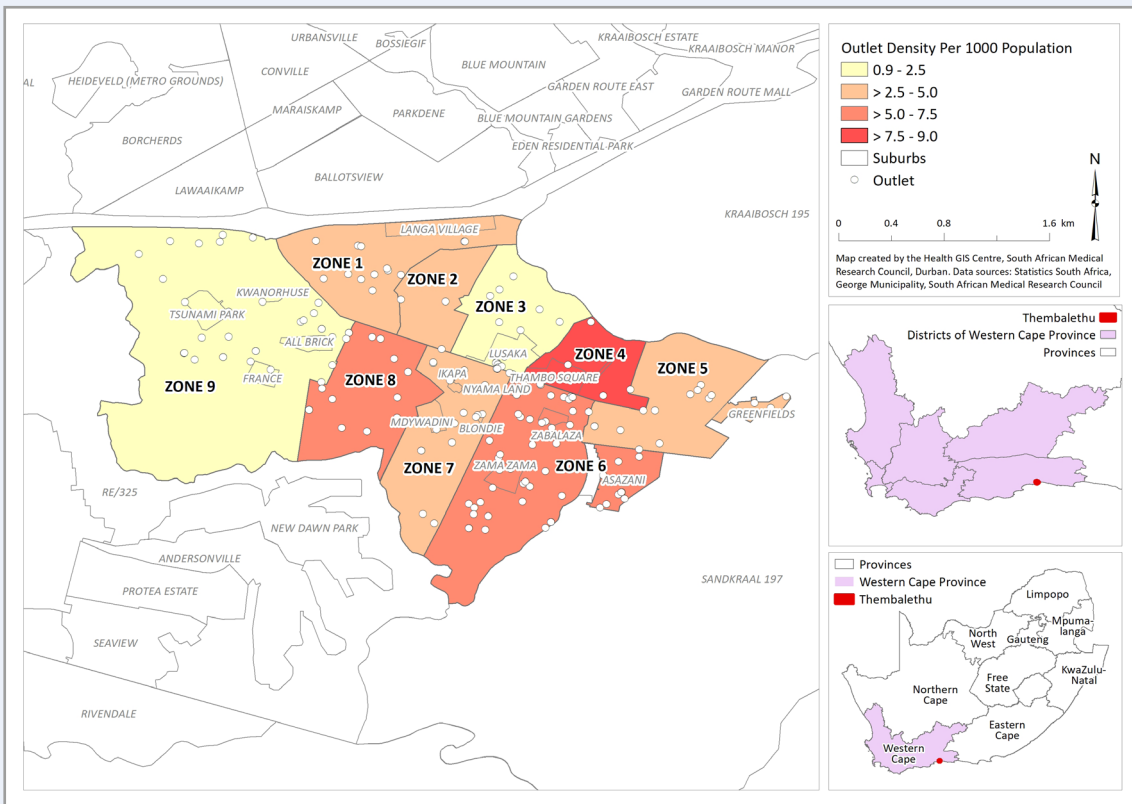 URBANSVILLE
BOSSIEGIF
KRAAIBOSCH ESTATE
KRAAIBOSCH MANOR
AL
HEIDEVELD (METRO GROUNDS)
CONVILLE
BLUE MOUNTAIN
GARDEN ROUTE EAST
GARDEN ROUTE MALL
MARAISKAMP
PARKDENE
BLUE MOUNTAIN GARDENS
BORCHERDS
EDEN RESIDENTIAL PARK
BALLOTSVIEW
LAWAAIKAMP
KRAAIBOSCH 195
LANGA VILLAGE
ZONE 1
ZONE 2
KWANORHUSE
ZONE 3
TSUNAMI PARK
ALL BRICK
LUSAKA
ZONE 4
ZONE 5
FRANCE
ZONE 8
IKAPA
THAMBO SQUARE
ZONE 9
NYAMA LAND
GREENFIELDS
MDYWADINI
BLONDIE
ZABALAZA
ZONE 7
ZAMA ZAMA
ZONE 6
ASAZANI
RE/325
NEW DAWN PARK
ANDERSONVILLE
SANDKRAAL 197
PROTEA ESTATE
SEAVIEW
RIVENDALE
Outlet Density Per 1000 Population
0.9 - 2.5
> 2.5 - 5.0
> 5.0 - 7.5
> 7.5 - 9.0
Suburbs
Outlet
N
0 0.8 1.6 km
Map created by the Health GIS Centre, South African Medical
Research Council, Durban. Data sources: Statistics South Africa,
George Municipality, South African Medical Research Council
Thembalethu
Districts of Western Cape Province
Provinces
Provinces
Western Cape Province
Thembalethu
Limpopo
Mpuma-
langa
North
West
Gauteng
Free
State
KwaZulu-
Natal
Northern
Cape
Eastern
Cape
Western
Cape